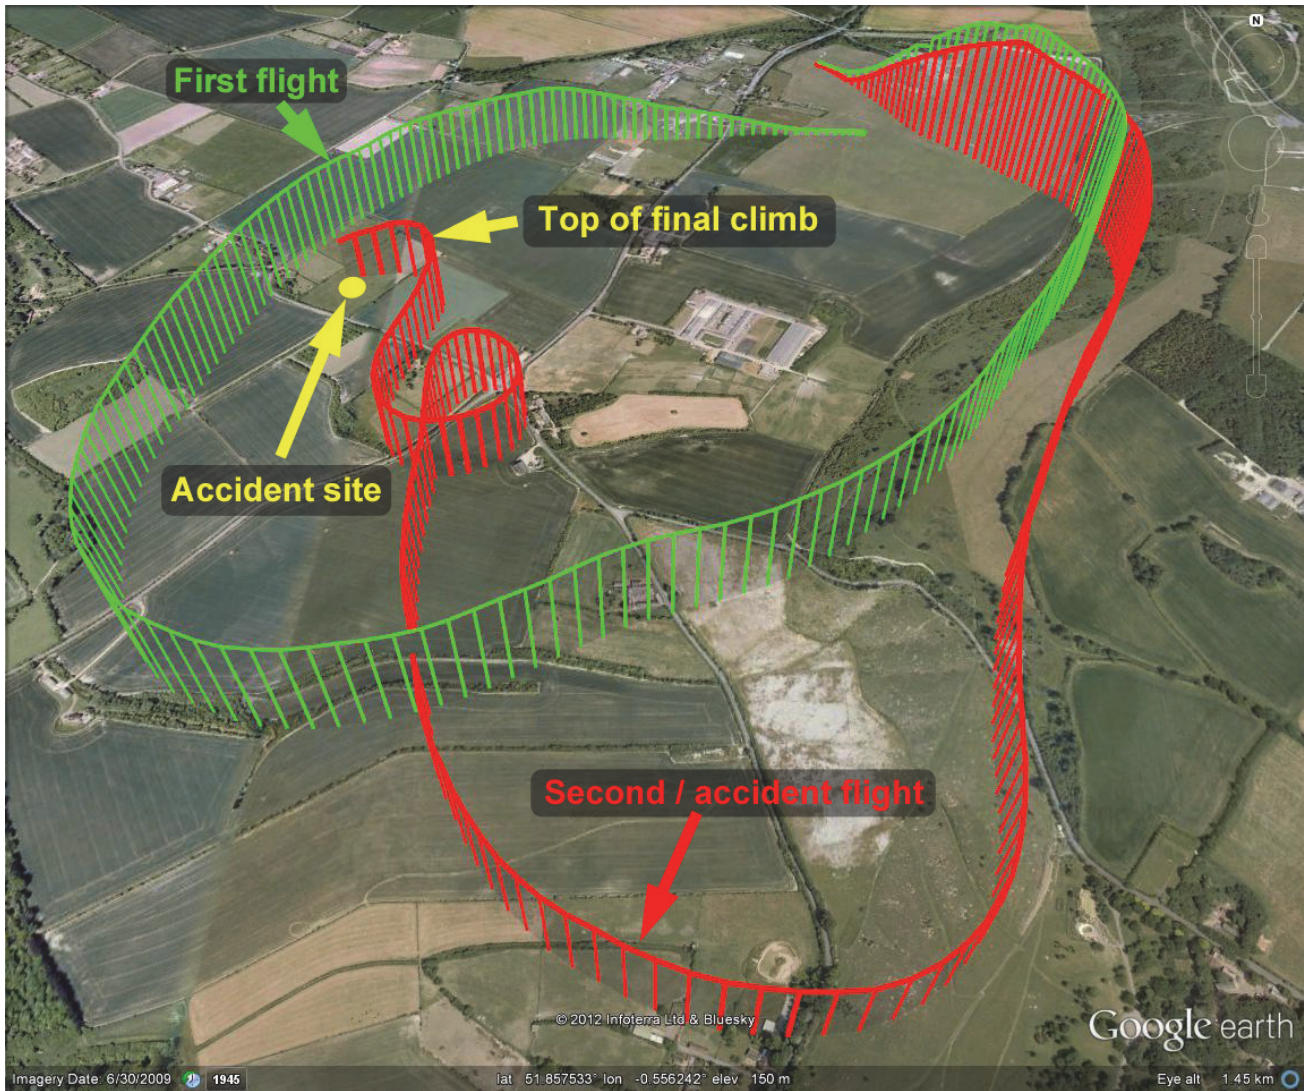 N
First flight
Top of final climb
Accident site
Second / accident flight
© 2012 Infoterra Ltd & Bluesky
Google earth
Imagery Date: 6/30/2009 1945 lat 51.857533° lon -0.556242° elev 150 m Eye alt 1.45 km